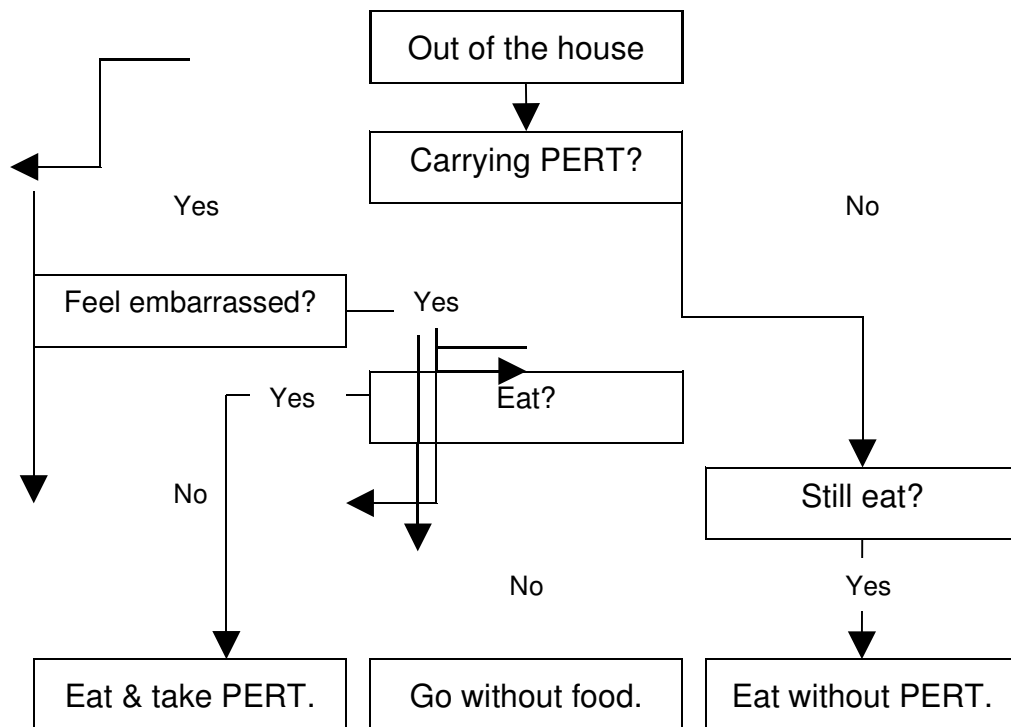 Out of the house
Carrying PERT?
Yes
No
Feel embarrassed?
Yes
Yes
Eat?
No
Still eat?
No
Yes
Eat & take PERT.
Go without food.
Eat without PERT.